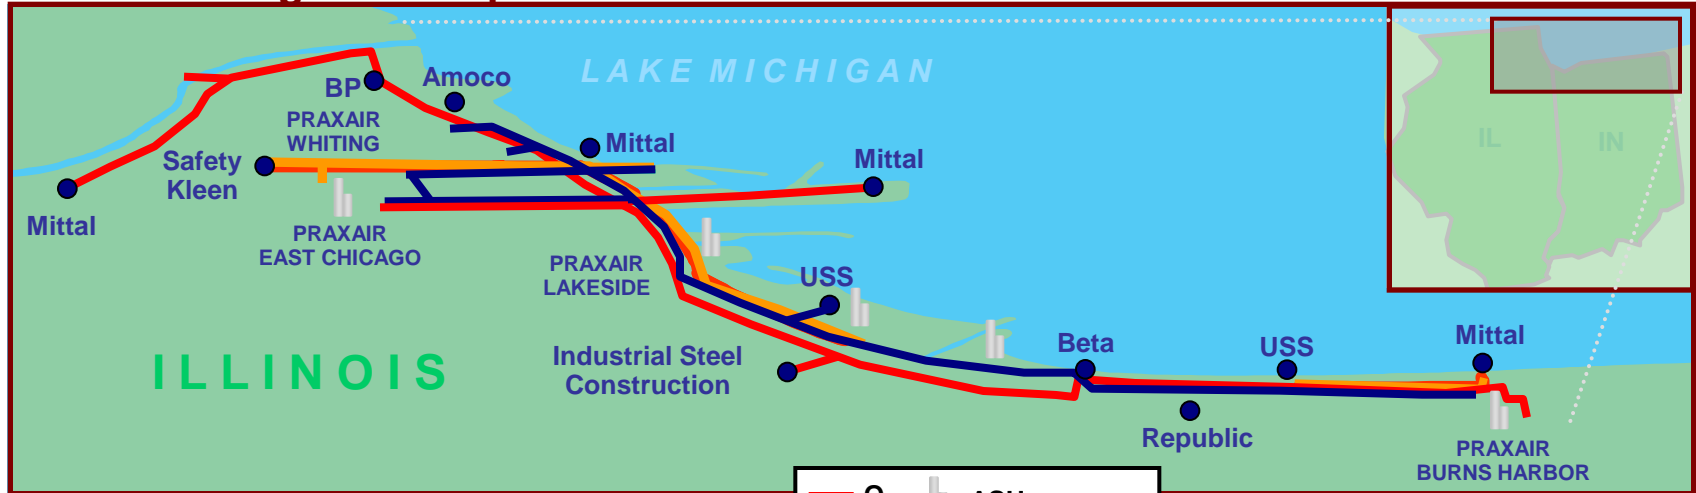 LAKE MICHIGAN
IL
IN
BP
Amoco
PRAXAIR
WHITING
Mittal
Mittal
Safety
Kleen
Mittal
PRAXAIR
EAST CHICAGO
PRAXAIR
LAKESIDE
USS
ILLINOIS
Industrial Steel
Construction
Beta
USS
Mittal
Republic
PRAXAIR
BURNS HARBOR